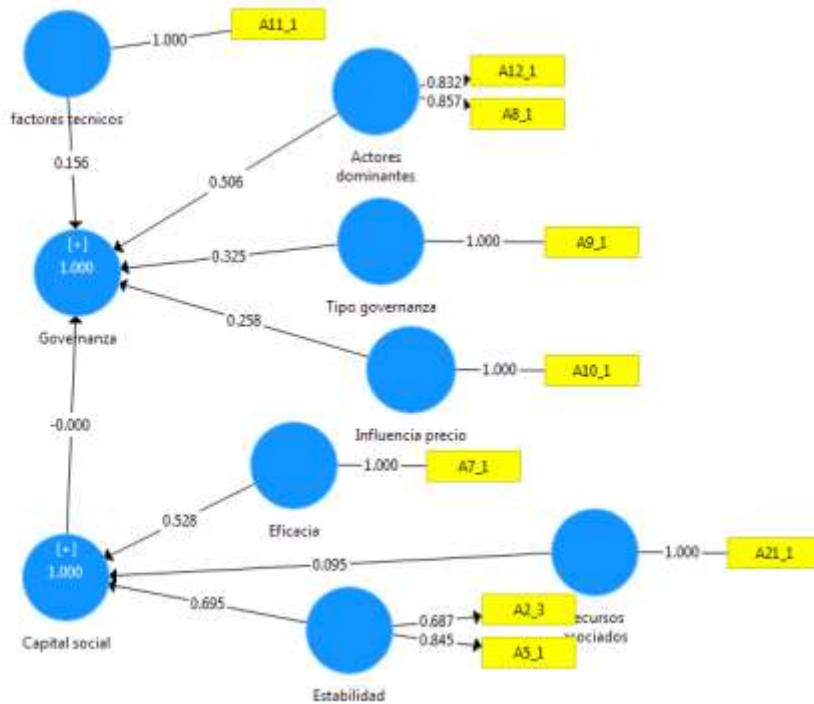 1.000
A11_1
factores tecnicos
0.156
0.832
A12_1
0.857
A8_1
Actores
dominantes
0.506
[+]
1.000
Governanza
0.325
1.000
A9_1
Tipo governanza
0.258
1.000
A10_1
Influencia precio
-0.000
1.000
A7_1
Eficacia
0.528
[+]
1.000
Capital social
0.095
1.000
A21_1
ecursos
sociados
0.695
0.687
A2_3
0.845
A5_1
Estabilidad